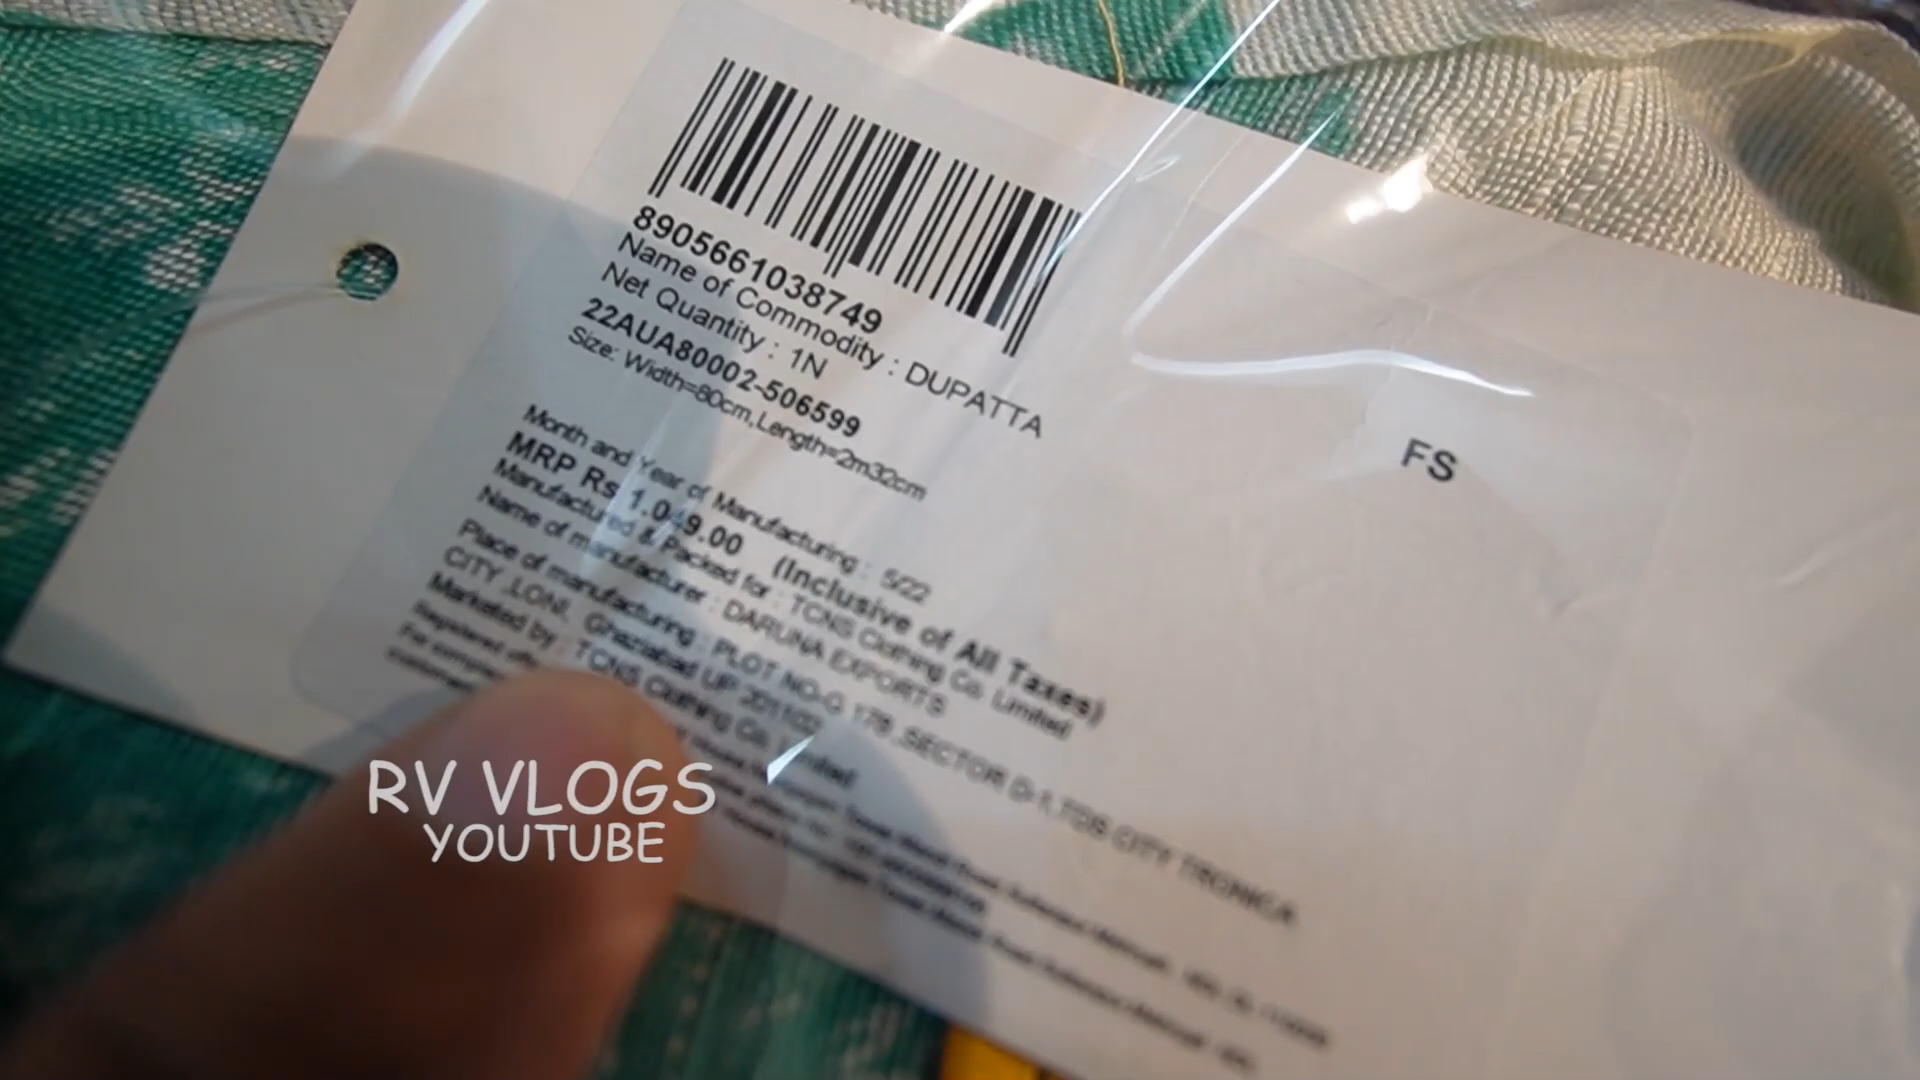 8905661038749
Name of Commodity : DUPATTA
Net Quantity : 1N
22AUA80002-506599
Size: Width=80cm,Length=2m32cm
FS
Month and Year of Manufacturing : 5/22
MRP Rs 1,049.00 (Inclusive of All Taxes)
Manufactured & Packed for : TCNS Clothing Co. Limited
Name of manufacturer : DARUNA EXPORTS
Place of manufacturing : PLOT NO-G 178 ,SECTOR D-1,TDS CITY TRONICA
CITY ,LONI, Ghaziabad UP 201102
Marketed by : TCNS Clothing Co. Limited
Registered
For
RV VLOGS
YOUTUBE